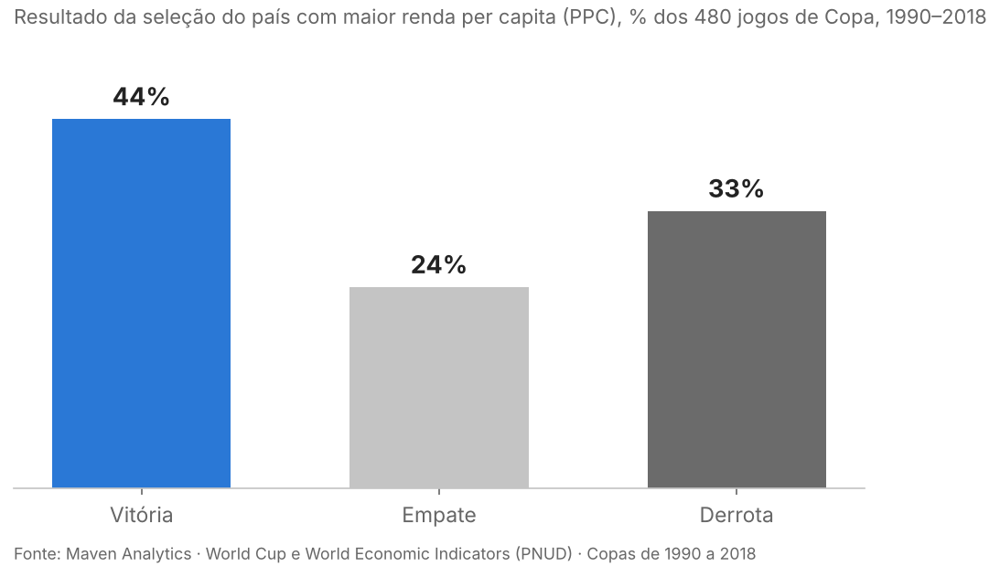 Resultado da seleção do país com maior renda per capita (PPC), % dos 480 jogos de Copa, 1990–2018
44%
24%
33%
Vitória
Empate
Derrota
Fonte: Maven Analytics · World Cup e World Economic Indicators (PNUD) · Copas de 1990 a 2018